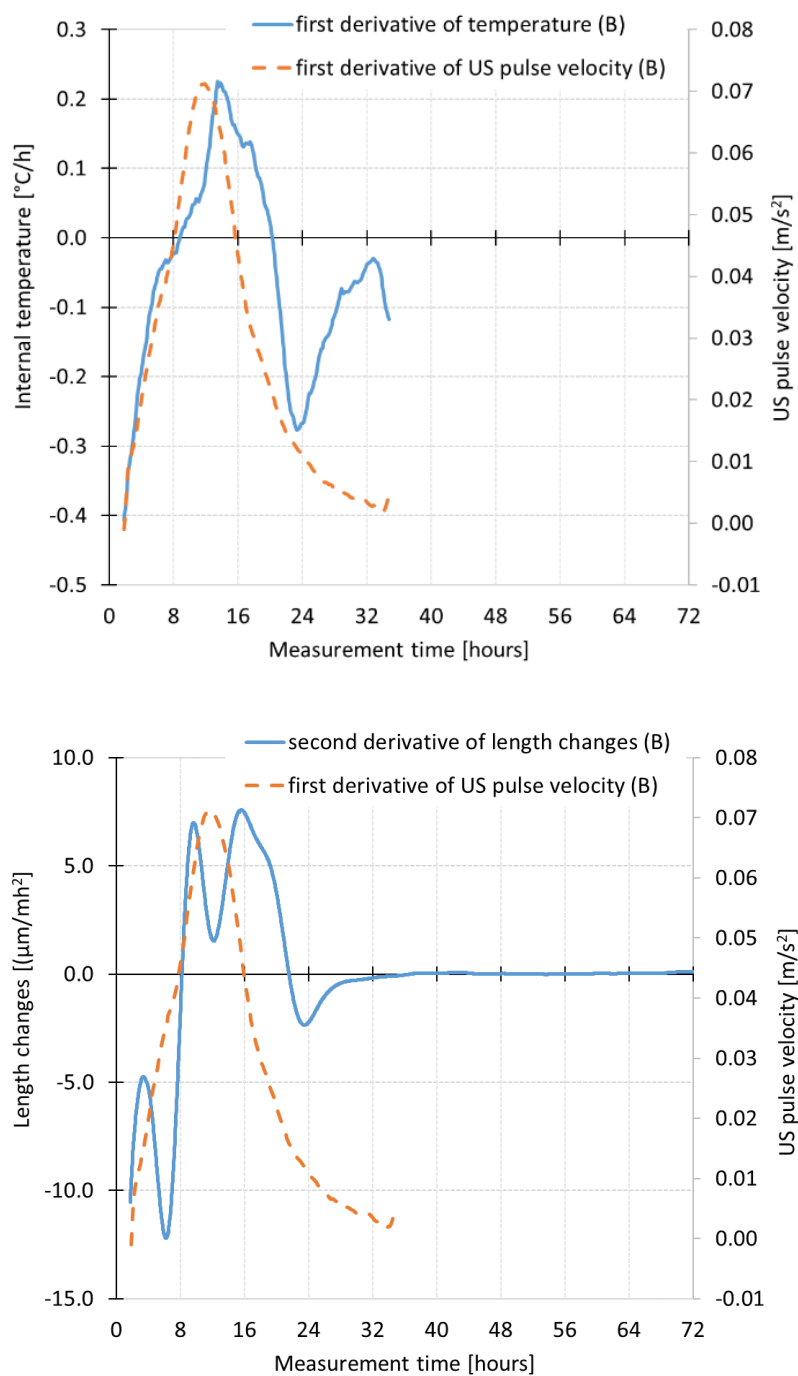 first derivative of temperature (B)
first derivative of US pulse velocity (B)
0.3
0.2
0.1
0.0
-0.1
-0.2
-0.3
-0.4
-0.5
Internal temperature [°C/h]
0.08
0.07
0.06
0.05
0.04
0.03
0.02
0.01
0.00
-0.01
US pulse velocity [m/s²]
0 8 16 24 32 40 48 56 64 72
Measurement time [hours]
second derivative of length changes (B)
first derivative of US pulse velocity (B)
10.0
5.0
0.0
-5.0
-10.0
-15.0
Length changes [(µm/mh²]
0.08
0.07
0.06
0.05
0.04
0.03
0.02
0.01
0.00
-0.01
US pulse velocity [m/s²]
0 8 16 24 32 40 48 56 64 72
Measurement time [hours]